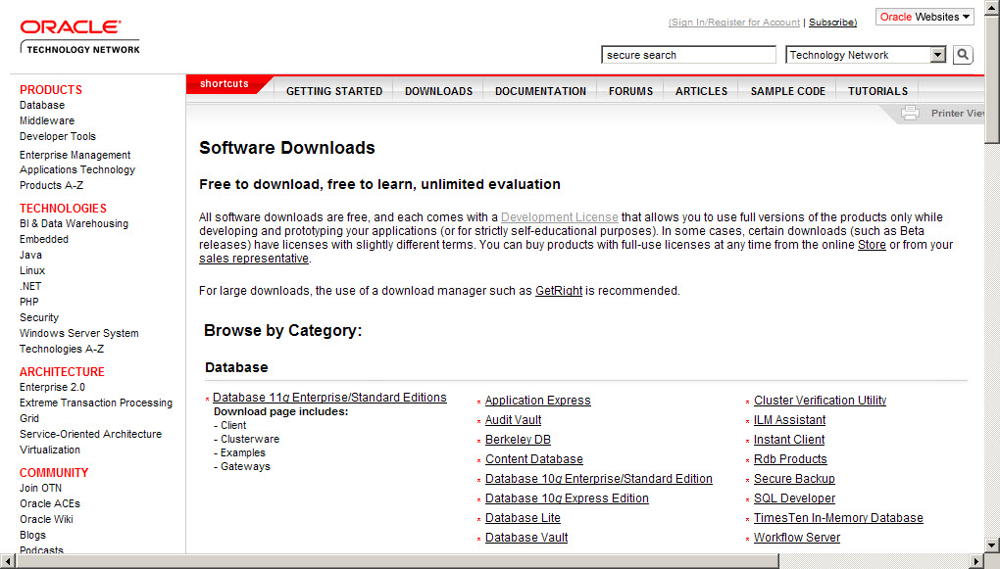 ORACLE
TECHNOLOGY NETWORK
(Sign In/Register for Account | Subscribe)
Oracle Websites
secure search
Technology Network
PRODUCTS
Database
Middleware
Developer Tools
Enterprise Management
Applications Technology
Products A-Z
TECHNOLOGIES
BI & Data Warehousing
Embedded
Java
Linux
.NET
PHP
Security
Windows Server System
Technologies A-Z
ARCHITECTURE
Enterprise 2.0
Extreme Transaction Processing
Grid
Service-Oriented Architecture
Virtualization
COMMUNITY
Join OTN
Oracle ACEs
Oracle Wiki
Blogs
Podcasts
shortcuts
GETTING STARTED
DOWNLOADS
DOCUMENTATION
FORUMS
ARTICLES
SAMPLE CODE
TUTORIALS
Printer View
Software Downloads
Free to download, free to learn, unlimited evaluation
All software downloads are free, and each comes with a Development License that allows you to use full versions of the products only while
developing and prototyping your applications (or for strictly self-educational purposes). In some cases, certain downloads (such as Beta
releases) have licenses with slightly different terms. You can buy products with full-use licenses at any time from the online Store or from your
sales representative.
For large downloads, the use of a download manager such as GetRight is recommended.
Browse by Category:
Database
Database 11g Enterprise/Standard Editions
Download page includes:
- Client
- Clusterware
- Examples
- Gateways
Application Express
Audit Vault
Berkeley DB
Content Database
Database 10g Enterprise/Standard Edition
Database 10g Express Edition
Database Lite
Database Vault
Cluster Verification Utility
ILM Assistant
Instant Client
Rdb Products
Secure Backup
SQL Developer
TimesTen In-Memory Database
Workflow Server